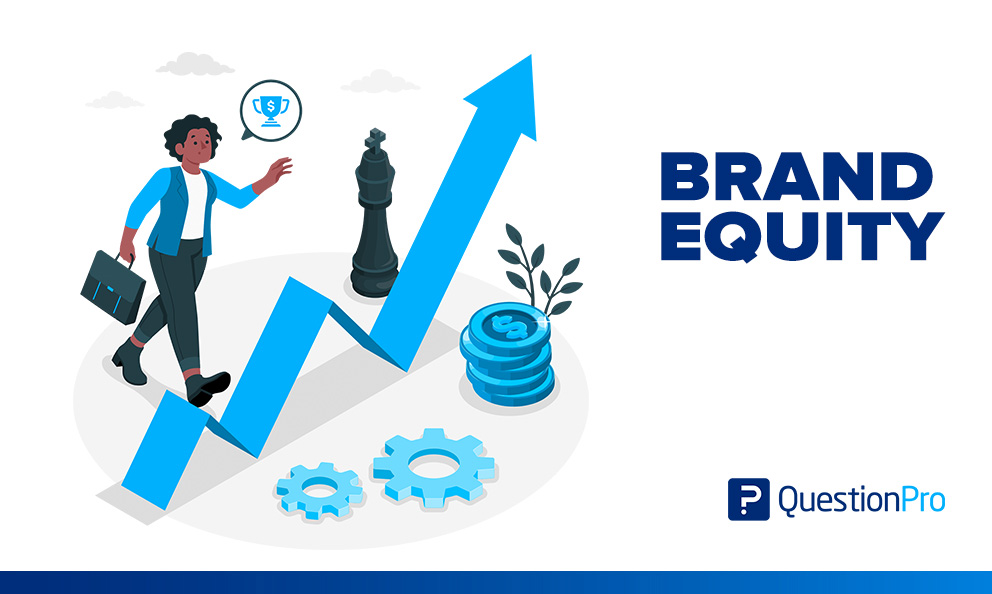 $
BRAND
EQUITY
$
? QuestionPro